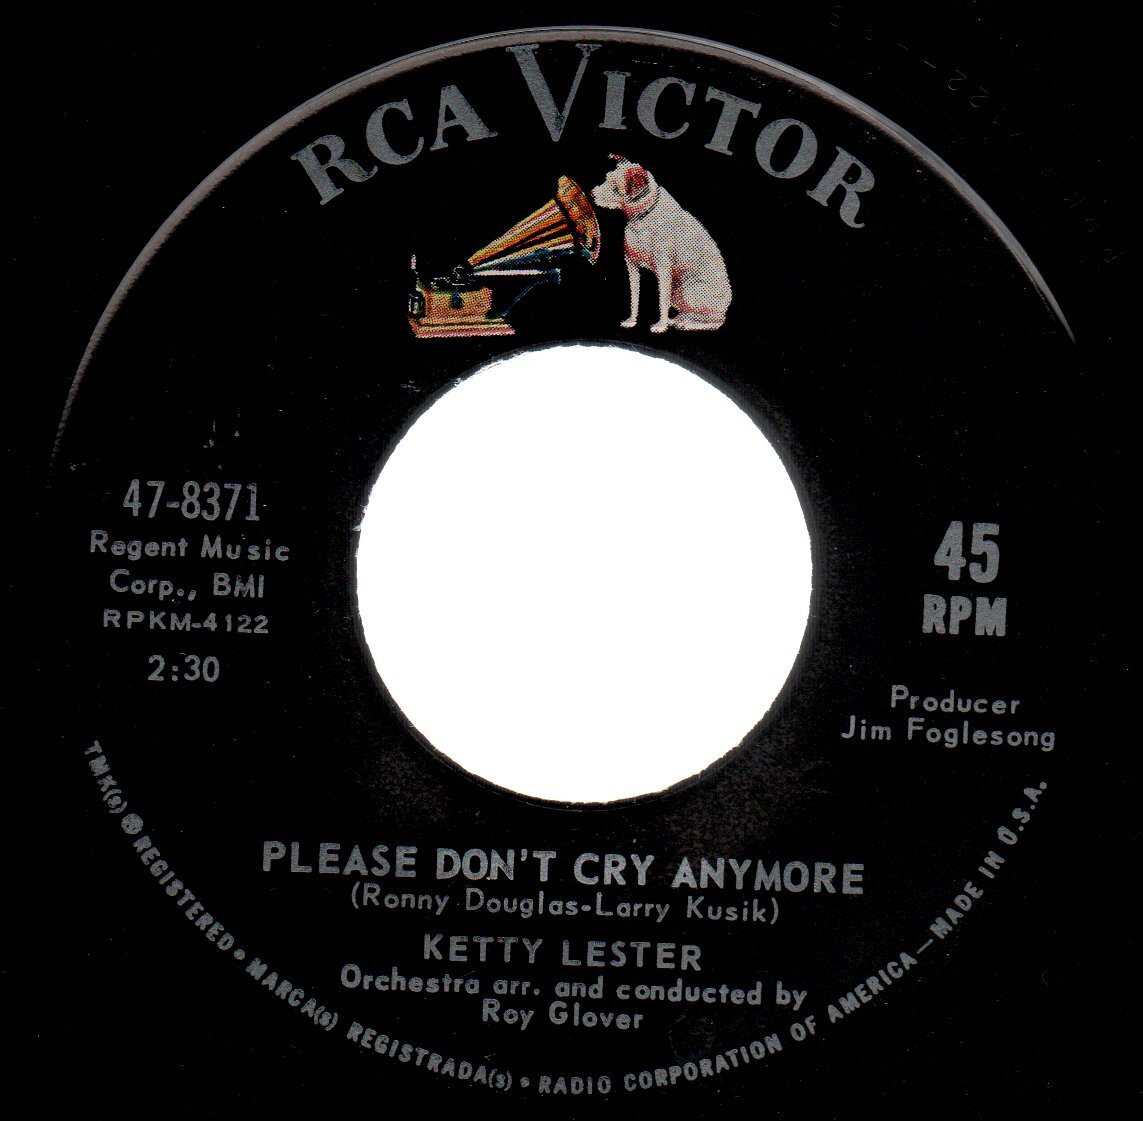 RCA VICTOR
47-8371
Regent Music
Corp., BMI
RPKM-4122
2:30
45
RPM
Producer
Jim Foglesong
PLEASE DON'T CRY ANYMORE
(Ronny Douglas-Larry Kusik)
KETTY LESTER
Orchestra arr. and conducted by
Roy Glover
TMK(s) ® REGISTERED • MARCA(s) REGISTRADA(s) • RADIO CORPORATION OF AMERICA—MADE IN U.S.A.